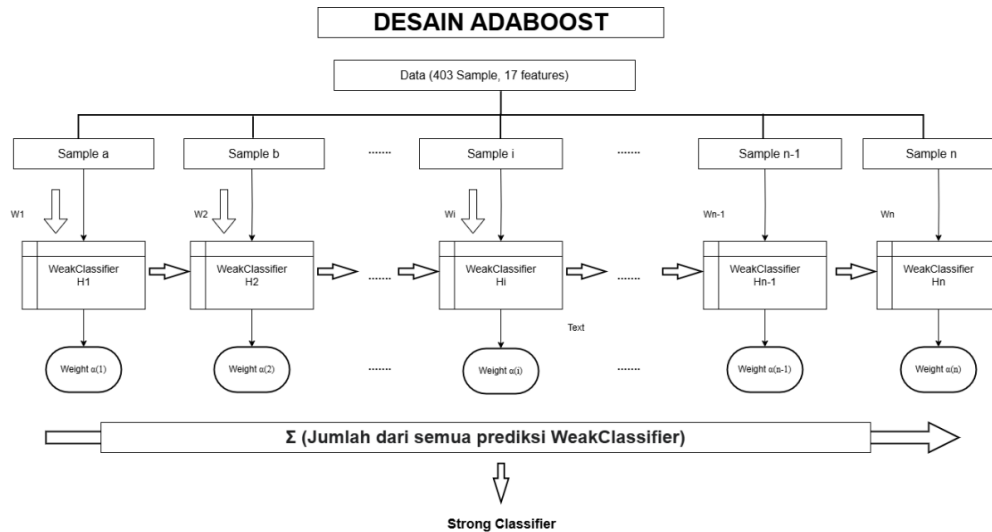 DESAIN ADABOOST
Data (403 Sample, 17 features)
Sample a
Sample b
.......
Sample i
.......
Sample n-1
Sample n
W1
W2
Wi
Wn-1
Wn
WeakClassifier
H1
WeakClassifier
H2
.......
WeakClassifier
Hi
.......
WeakClassifier
Hn-1
WeakClassifier
Hn
Text
Weight α(1)
Weight α(2)
.......
Weight α(i)
.......
Weight α(n-1)
Weight α(n)
Σ (Jumlah dari semua prediksi WeakClassifier)
Strong Classifier